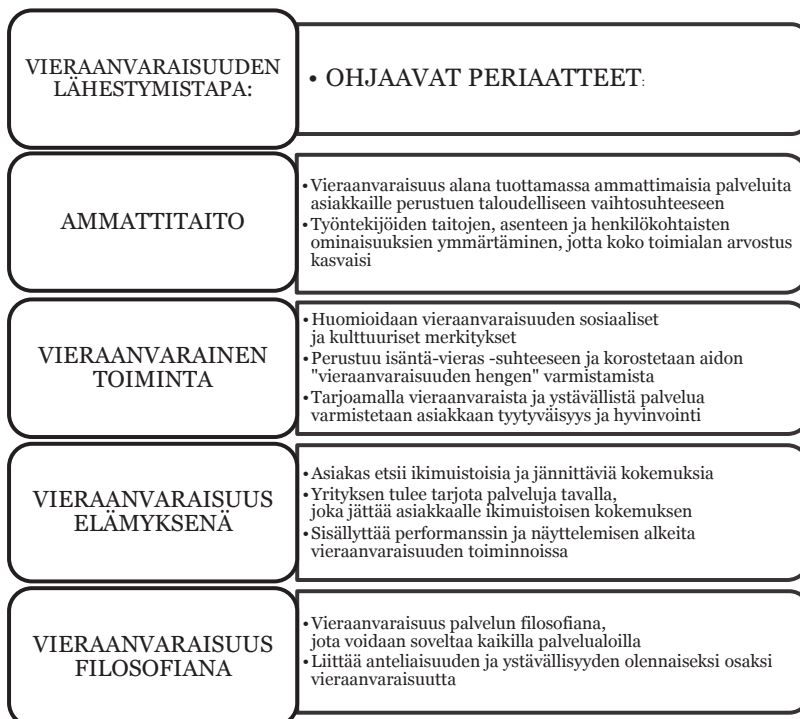 VIERAANVARAISUUDEN
LÄHESTYMISTAPA:
• OHJAAVAT PERIAATTEET:
AMMATTITAITO
•Vieraanvaraisuus alana tuottamassa ammattimaisia palveluita
asiakkaille perustuen taloudelliseen vaihtosuhteeseen
•Työntekijöiden taitojen, asenteen ja henkilökohtaisten
ominaisuuksien ymmärtäminen, jotta koko toimialan arvostus
kasvaisi
VIERAANVARAINEN
TOIMINTA
•Huomioidaan vieraanvaraisuuden sosiaaliset
ja kulttuuriset merkitykset
•Perustuu isäntä-vieras -suhteeseen ja korostetaan aidon
"vieraanvaraisuuden hengen" varmistamista
•Tarjoamalla vieraanvaraista ja ystävällistä palvelua
varmistetaan asiakkaan tyytyväisyys ja hyvinvointi
VIERAANVARAISUUS
ELÄMYKSENÄ
•Asiakas etsii ikimuistoisia ja jännittäviä kokemuksia
•Yrityksen tulee tarjota palveluja tavalla,
joka jättää asiakkaalle ikimuistoisen kokemuksen
•Sisällyttää performanssin ja näyttelemisen alkeita
vieraanvaraisuuden toiminnoissa
VIERAANVARAISUUS
FILOSOFIANA
•Vieraanvaraisuus palvelun filosofiana,
jota voidaan soveltaa kaikilla palvelualoilla
•Liittää anteliaisuuden ja ystävällisyyden olennaiseksi osaksi
vieraanvaraisuutta